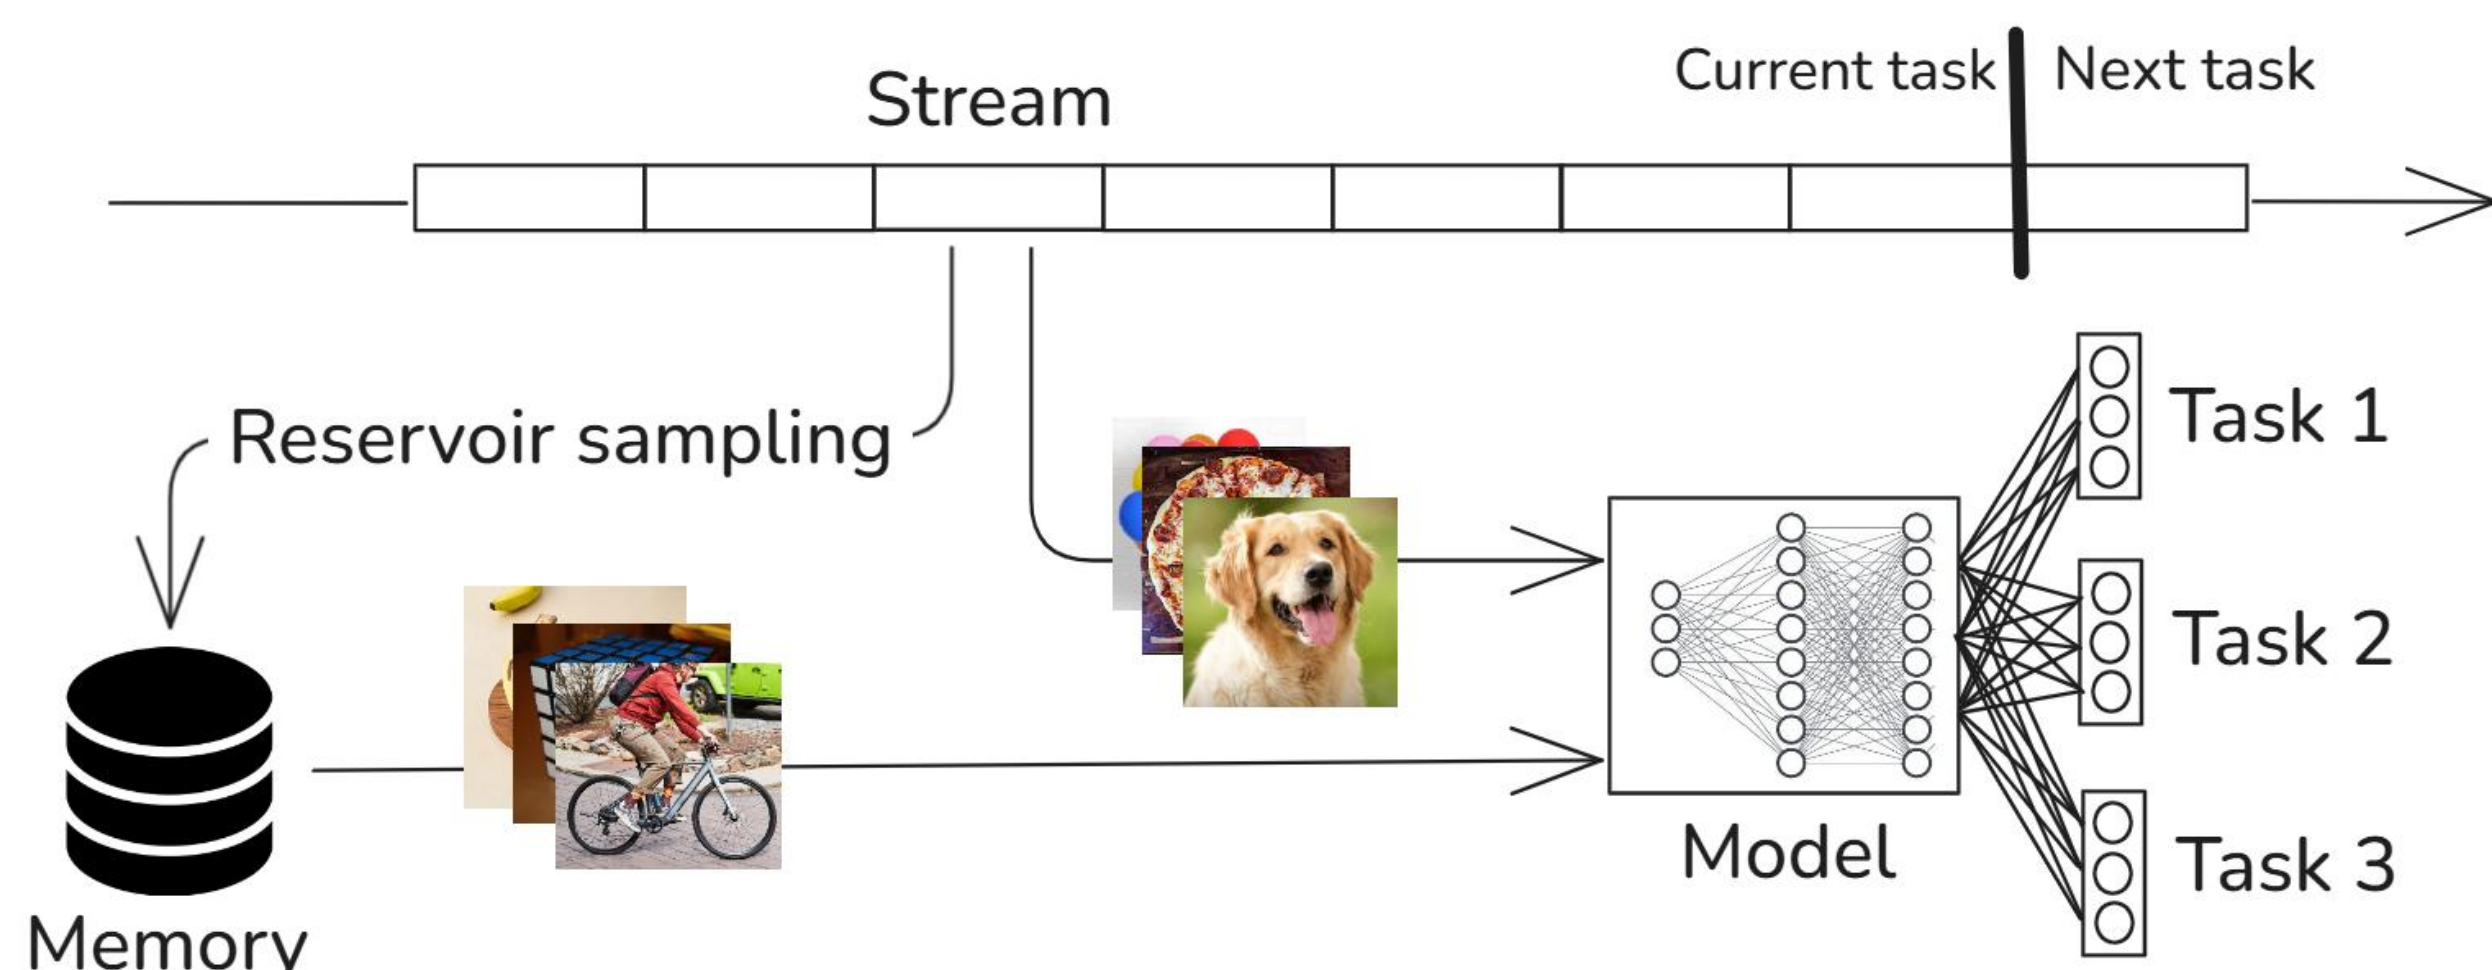 Current task
Next task
Stream
Reservoir sampling
Task 1
Task 2
Task 3
Model
Memory